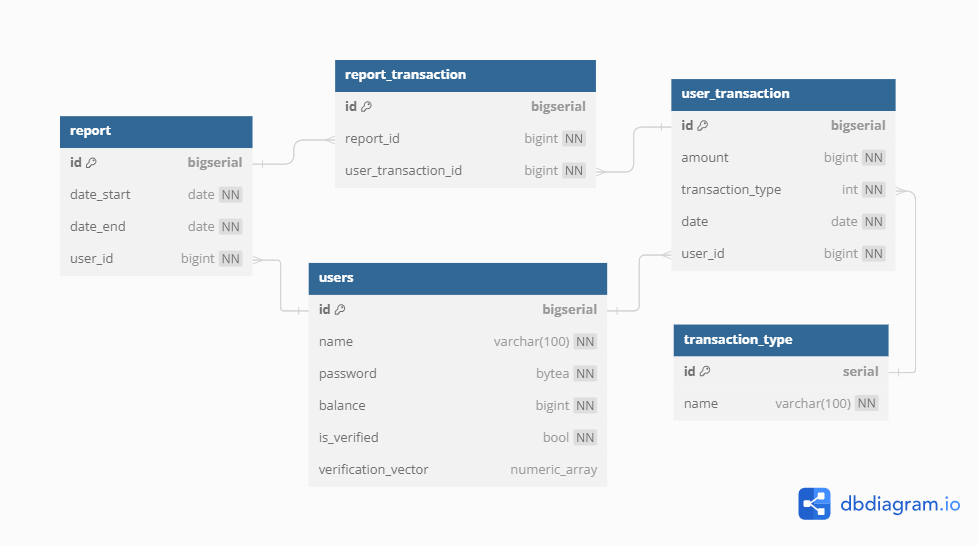 report_transaction
id bigserial
report_id bigint NN
user_transaction_id bigint NN
user_transaction
id bigserial
amount bigint NN
transaction_type int NN
date date NN
user_id bigint NN
report
id bigserial
date_start date NN
date_end date NN
user_id bigint NN
users
id bigserial
name varchar(100) NN
password bytea NN
balance bigint NN
is_verified bool NN
verification_vector numeric_array
transaction_type
id serial
name varchar(100) NN
dbdiagram.io